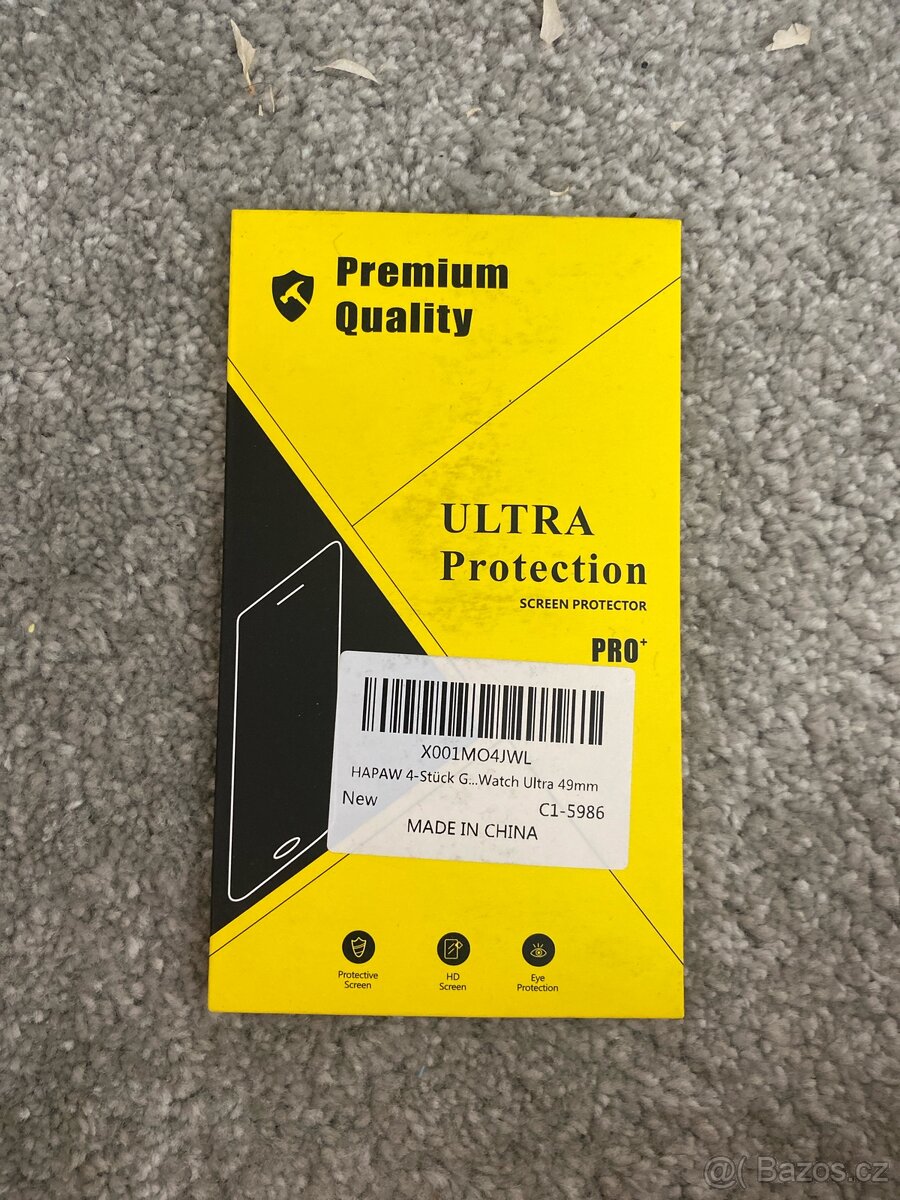 Premium
Quality
ULTRA
Protection
SCREEN PROTECTOR
PRO+
X001MO4JWL
HAPAW 4-Stück G...Watch Ultra 49mm
New
C1-5986
MADE IN CHINA
Protective
Screen
HD
Screen
Eye
Protection
@( Bazos.cz